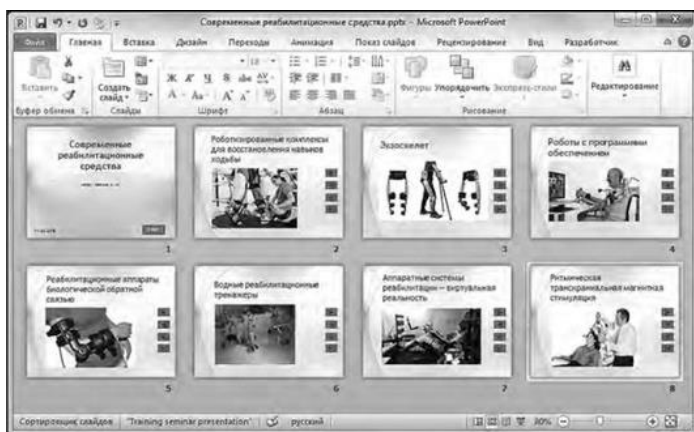 Современные реабилитационные средства.pptx - Microsoft PowerPoint
Файл Главная Вставка Дизайн Переходы Анимация Показ слайдов Рецензирование Вид Разработчик
Вставить Создать слайд Ж К Ч S abc AV Aa A A Фигуры Упорядочить Экспресс-стили Редактирование
18
Буфер обмена Слайды Шрифт Абзац Рисование
Современные
реабилитационные
средства
1
Роботизированные комплексы
для восстановления навыков
ходьбы
2
Экзоскелет
3
Роботы с программным
обеспечением
4
Реабилитационные аппараты
биологической обратной
связью
5
Водные реабилитационные
тренажеры
6
Аппаратные системы
реабилитации – виртуальная
реальность
7
Ритмическая
транскраниальная магнитная
стимуляция
8
Сортировщик слайдов "Training seminar presentation" русский 30%